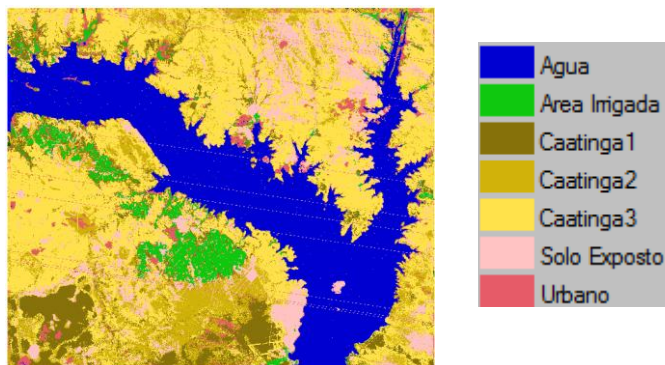 Agua
Area Irrigada
Caatinga1
Caatinga2
Caatinga3
Solo Exposto
Urbano